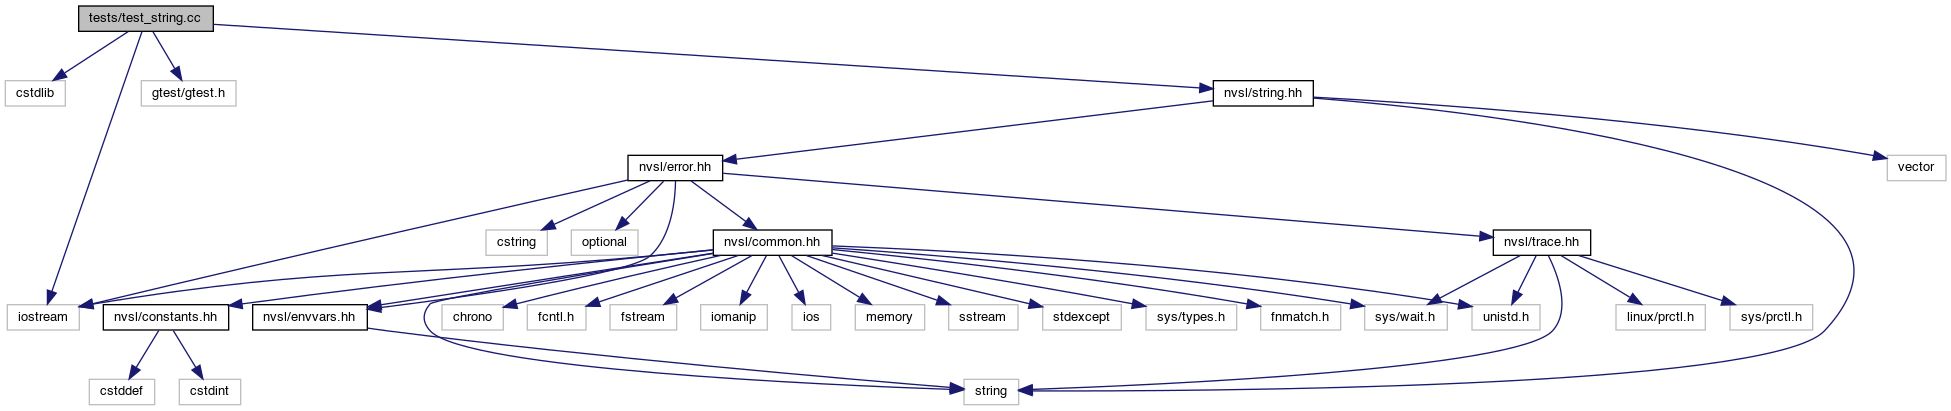 tests/test_string.cc
cstdlib
gtest/gtest.h
nvsl/string.hh
nvsl/error.hh
vector
cstring
optional
nvsl/common.hh
nvsl/trace.hh
iostream
nvsl/constants.hh
nvsl/envvars.hh
chrono
fcntl.h
fstream
iomanip
ios
memory
sstream
stdexcept
sys/types.h
fnmatch.h
sys/wait.h
unistd.h
linux/prctl.h
sys/prctl.h
cstddef
cstdint
string